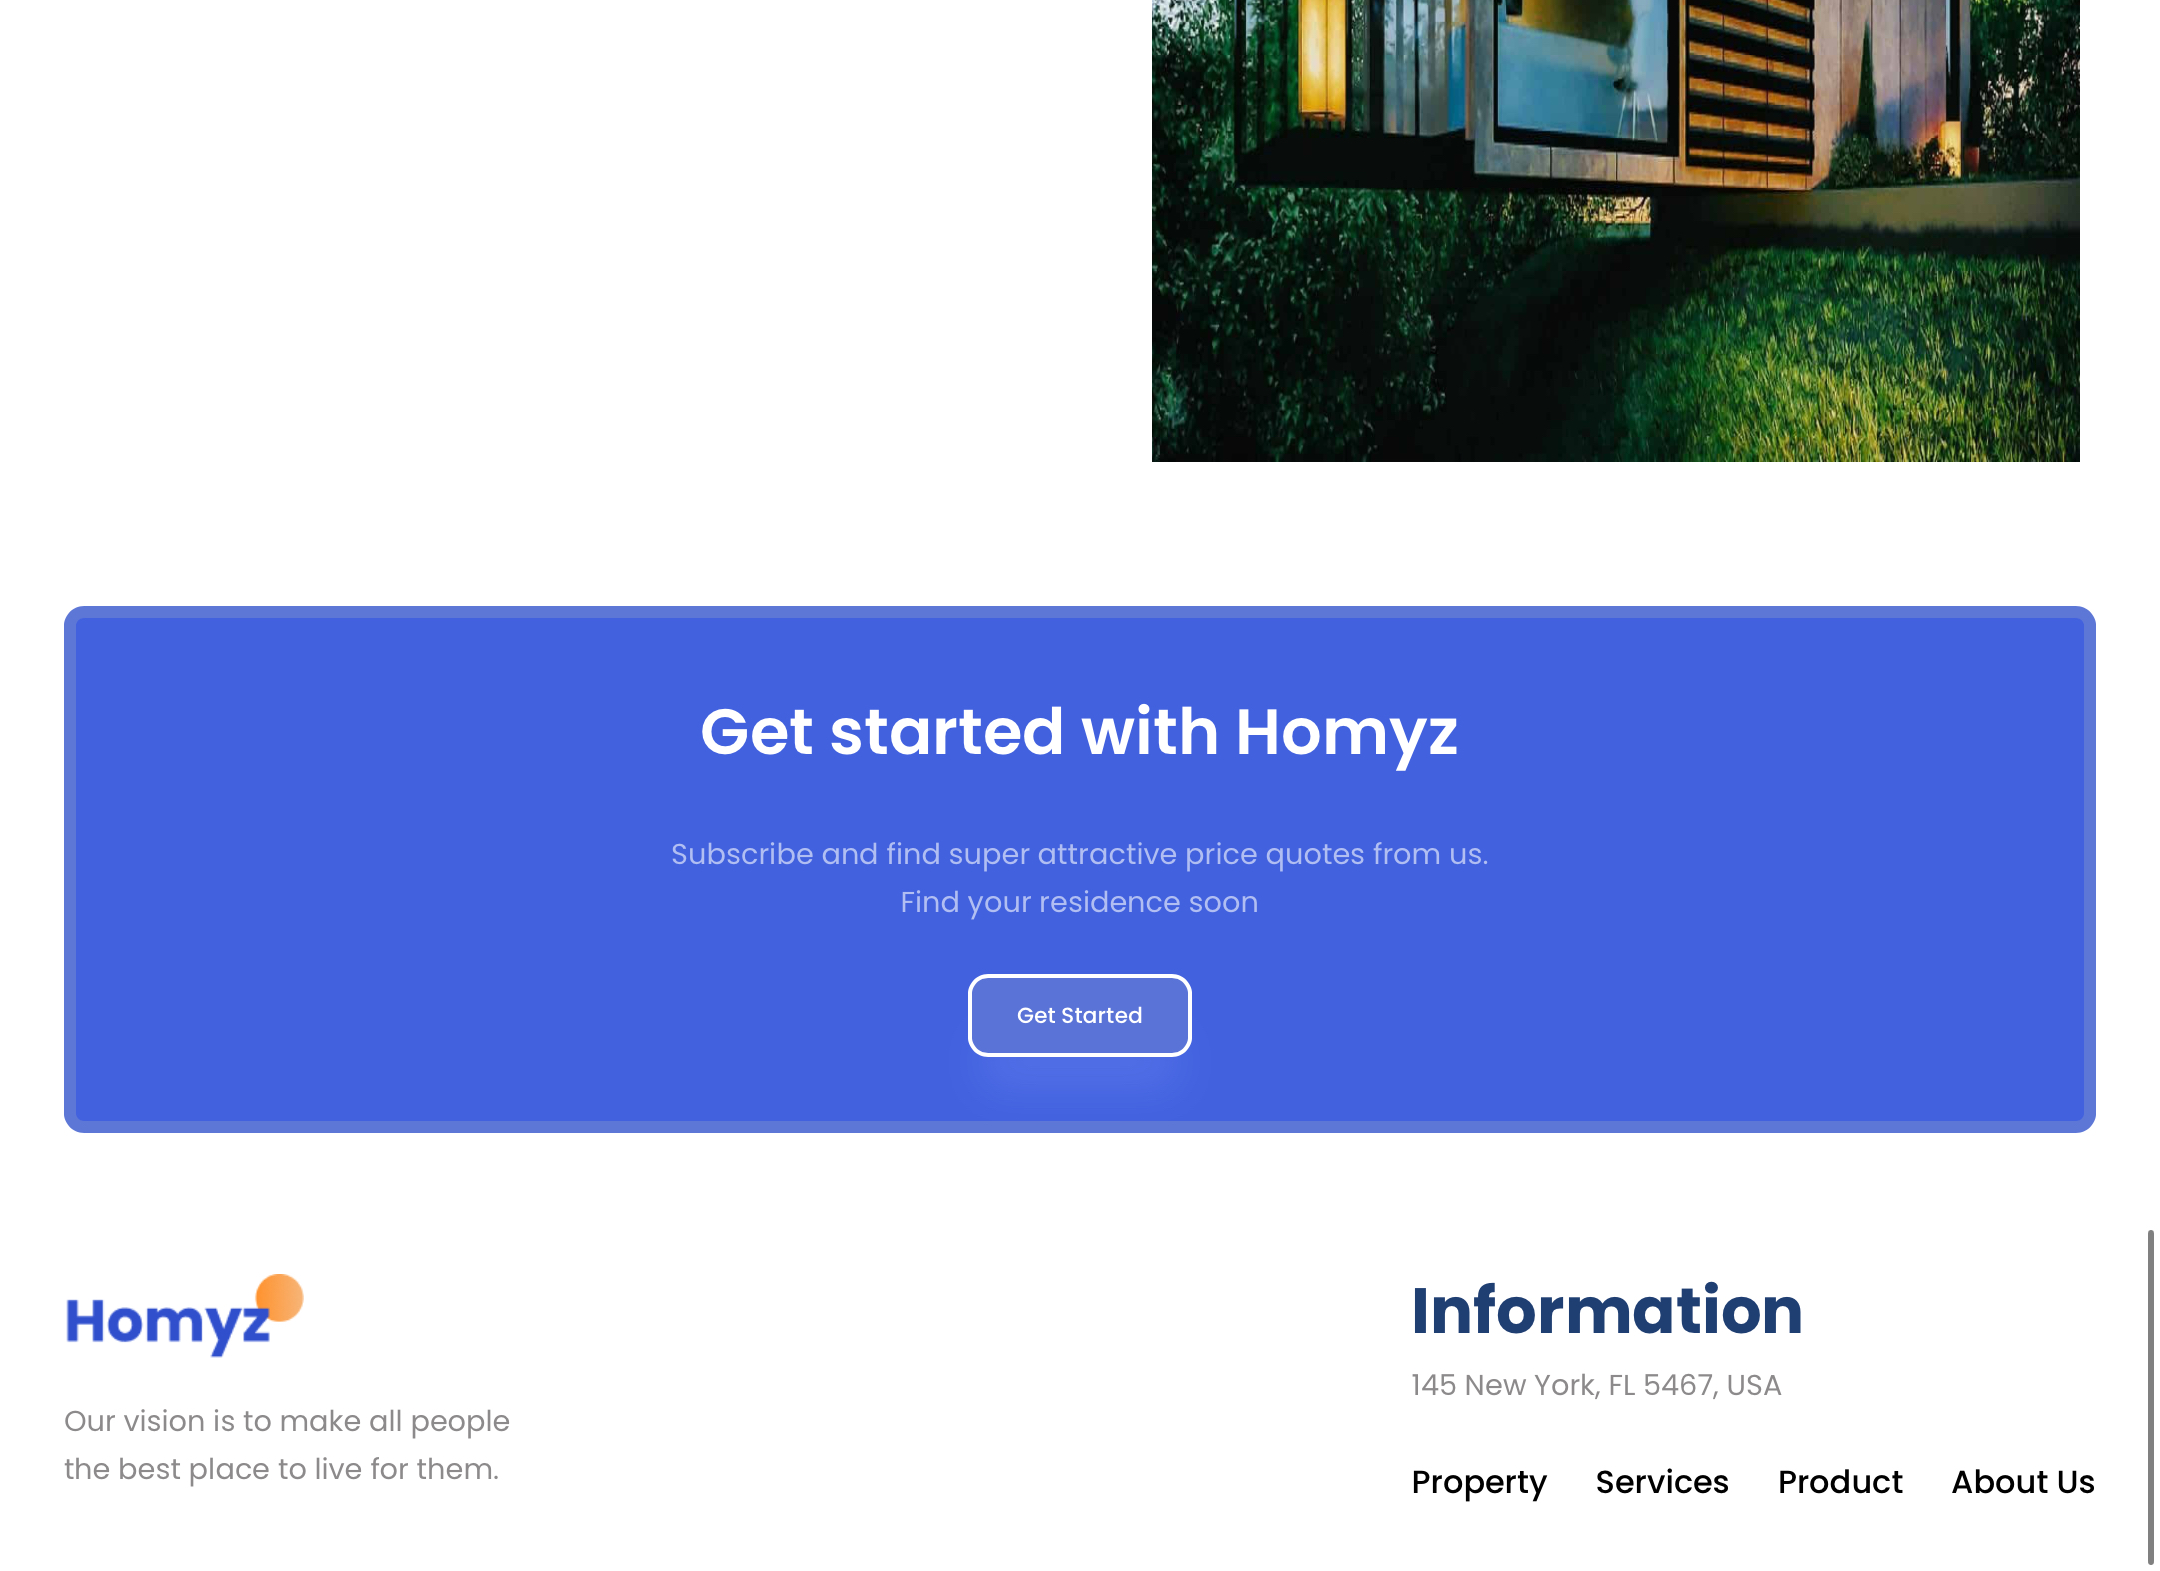 Get started with Homyz
Subscribe and find super attractive price quotes from us.
Find your residence soon
Get Started
Homyz
Our vision is to make all people
the best place to live for them.
Information
145 New York, FL 5467, USA
Property Services Product About Us